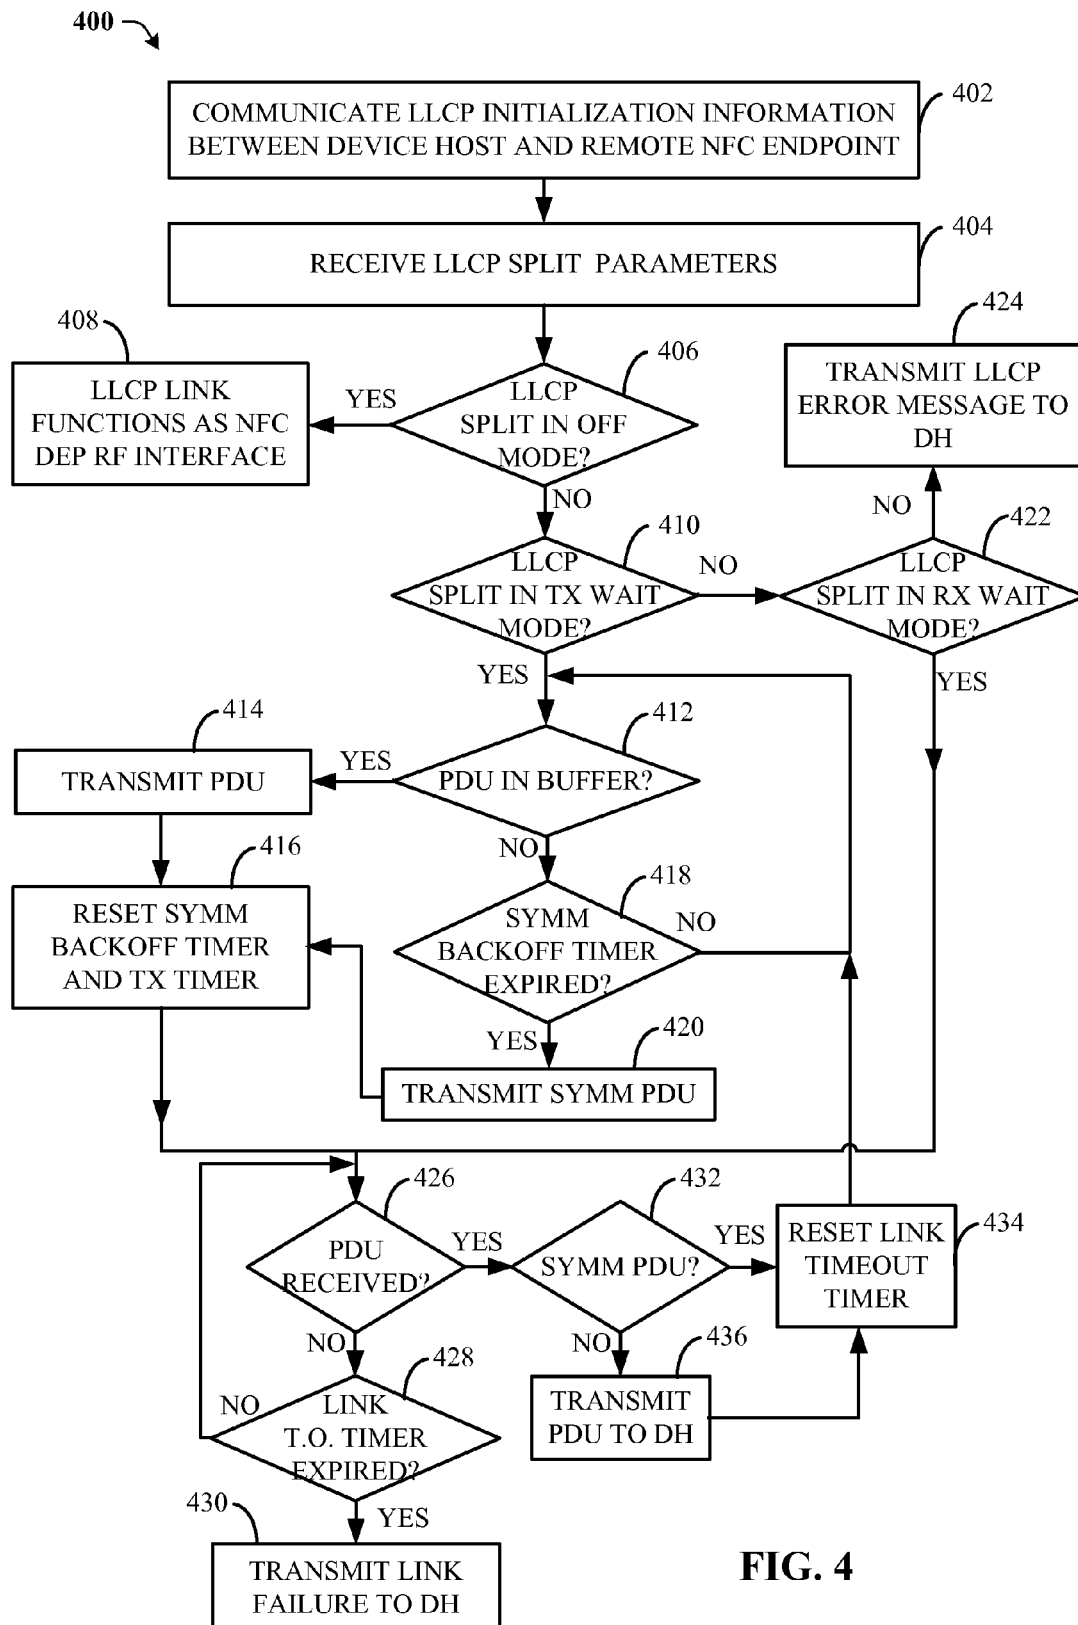 400
COMMUNICATE LLCP INITIALIZATION INFORMATION
BETWEEN DEVICE HOST AND REMOTE NFC ENDPOINT
402
RECEIVE LLCP SPLIT PARAMETERS
404
408
LLCP LINK
FUNCTIONS AS NFC
DEP RF INTERFACE
YES
LLCP
SPLIT IN OFF
MODE?
406
424
TRANSMIT LLCP
ERROR MESSAGE TO
DH
NO
410
LLCP
SPLIT IN TX WAIT
MODE?
NO
NO
422
LLCP
SPLIT IN RX WAIT
MODE?
YES
YES
414
TRANSMIT PDU
YES
412
PDU IN BUFFER?
NO
416
RESET SYMM
BACKOFF TIMER
AND TX TIMER
418
SYMM
BACKOFF TIMER
EXPIRED?
NO
YES
420
TRANSMIT SYMM PDU
426
PDU
RECEIVED?
YES
432
SYMM PDU?
YES
RESET LINK
TIMEOUT
TIMER
434
NO
NO
436
TRANSMIT
PDU TO DH
428
NO
LINK
T.O. TIMER
EXPIRED?
YES
430
TRANSMIT LINK
FAILURE TO DH
FIG. 4